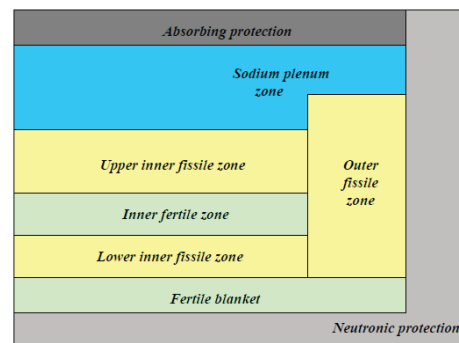 Absorbing protection
Sodium plenum
zone
Upper inner fissile zone
Outer
fissile
zone
Inner fertile zone
Lower inner fissile zone
Fertile blanket
Neutronic protection